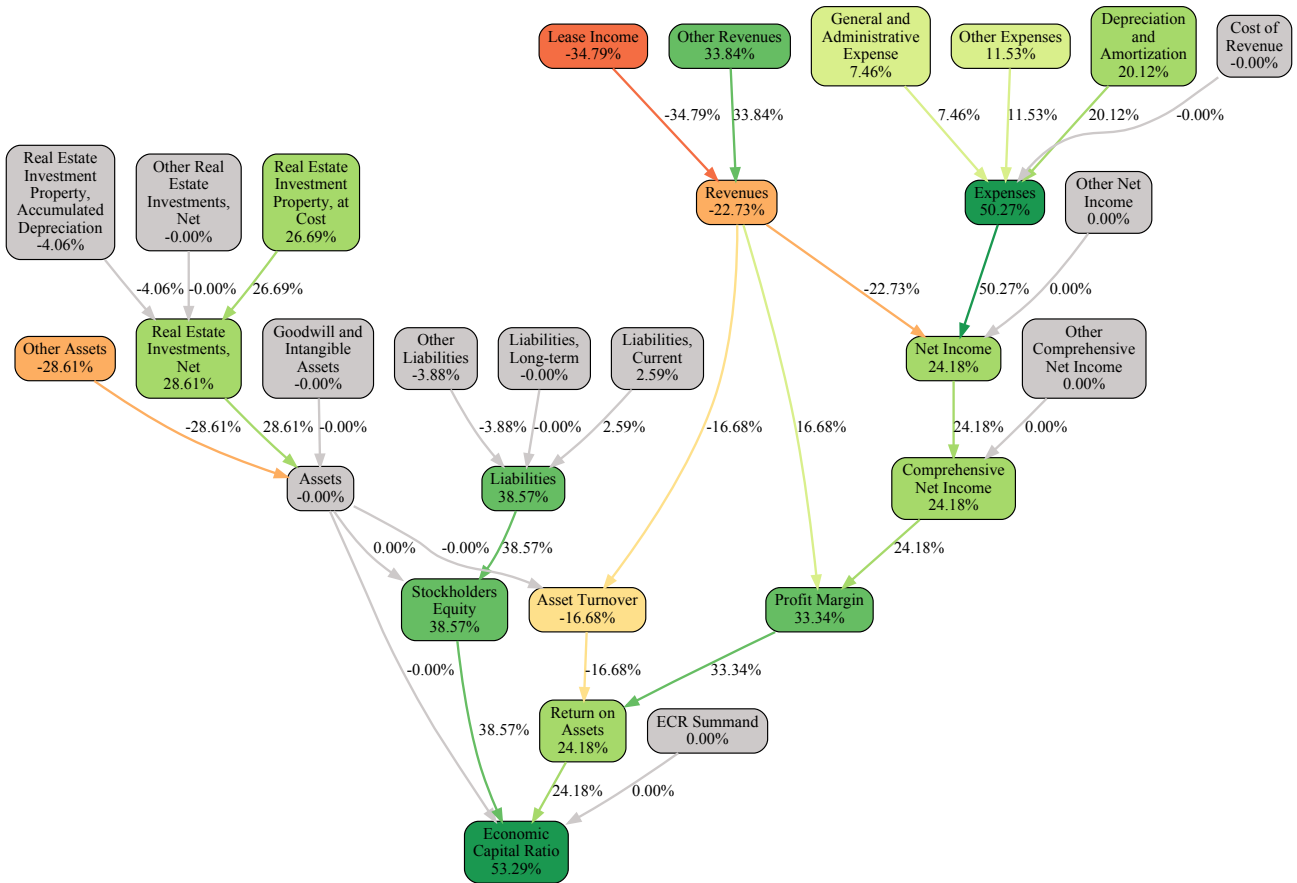 Lease Income
-34.79%
Other Revenues
33.84%
General and
Administrative
Expense
7.46%
Other Expenses
11.53%
Depreciation
and
Amortization
20.12%
Cost of
Revenue
-0.00%
-34.79%
33.84%
7.46%
11.53%
20.12%
-0.00%
Real Estate
Investment
Property,
Accumulated
Depreciation
-4.06%
Other Real
Estate
Investments,
Net
-0.00%
Real Estate
Investment
Property, at
Cost
26.69%
Revenues
-22.73%
Expenses
50.27%
Other Net
Income
0.00%
-4.06%
-0.00%
26.69%
-22.73%
50.27%
0.00%
Other Assets
-28.61%
Real Estate
Investments,
Net
28.61%
Goodwill and
Intangible
Assets
-0.00%
Other
Liabilities
-3.88%
Liabilities,
Long-term
-0.00%
Liabilities,
Current
2.59%
Net Income
24.18%
Other
Comprehensive
Net Income
0.00%
-28.61%
28.61%
-0.00%
-3.88%
-0.00%
2.59%
-16.68%
16.68%
24.18%
0.00%
Assets
-0.00%
Liabilities
38.57%
Comprehensive
Net Income
24.18%
0.00%
-0.00%
38.57%
24.18%
Stockholders
Equity
38.57%
Asset Turnover
-16.68%
Profit Margin
33.34%
-0.00%
-16.68%
33.34%
38.57%
Return on
Assets
24.18%
ECR Summand
0.00%
24.18%
0.00%
Economic
Capital Ratio
53.29%